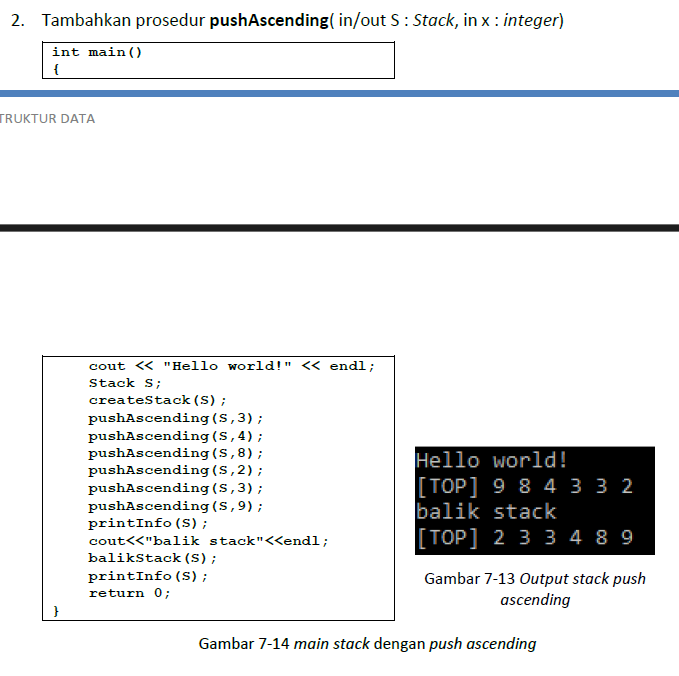 2. Tambahkan prosedur pushAscending( in/out S : Stack, in x : integer)
int main()
{
TRUKTUR DATA
cout << "Hello world!" << endl;
Stack S;
createStack(S);
pushAscending(S,3);
pushAscending(S,4);
pushAscending(S,8);
pushAscending(S,2);
pushAscending(S,3);
pushAscending(S,9);
printInfo(S);
cout<<"balik stack"<<endl;
balikStack(S);
printInfo(S);
return 0;
}
Hello world!
[TOP] 9 8 4 3 3 2
balik stack
[TOP] 2 3 3 4 8 9
Gambar 7-13 Output stack push
ascending
Gambar 7-14 main stack dengan push ascending